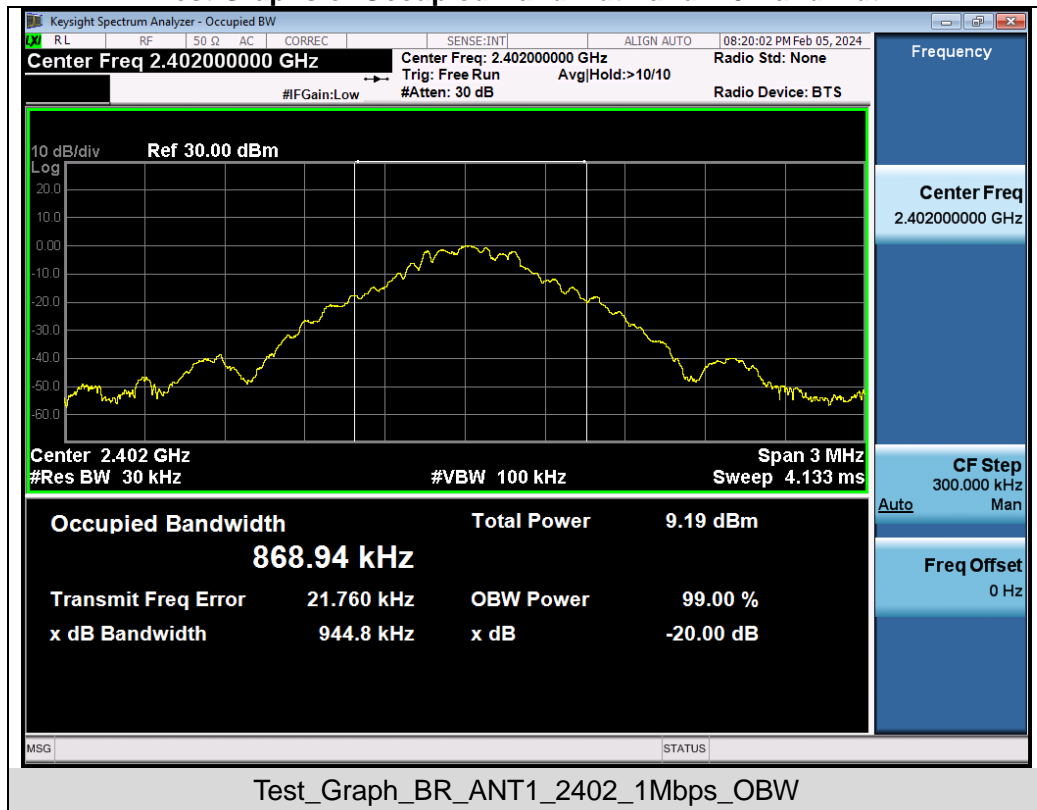 Keysight Spectrum Analyzer - Occupied BW
LXI RL RF 50 Ω AC CORREC SENSE:INT ALIGN AUTO 08:20:02 PM Feb 05, 2024
Center Freq 2.402000000 GHz
Center Freq: 2.402000000 GHz Radio Std: None
Trig: Free Run Avg|Hold:>10/10
#IFGain:Low #Atten: 30 dB Radio Device: BTS
10 dB/div Ref 30.00 dBm
Log
20.0
10.0
0.00
-10.0
-20.0
-30.0
-40.0
-50.0
-60.0
Center 2.402 GHz Span 3 MHz
#Res BW 30 kHz #VBW 100 kHz Sweep 4.133 ms
Occupied Bandwidth Total Power 9.19 dBm
868.94 kHz
Transmit Freq Error 21.760 kHz OBW Power 99.00 %
x dB Bandwidth 944.8 kHz x dB -20.00 dB
MSG STATUS
Frequency
Center Freq
2.402000000 GHz
CF Step
300.000 kHz
Auto Man
Freq Offset
0 Hz
Test_Graph_BR_ANT1_2402_1Mbps_OBW